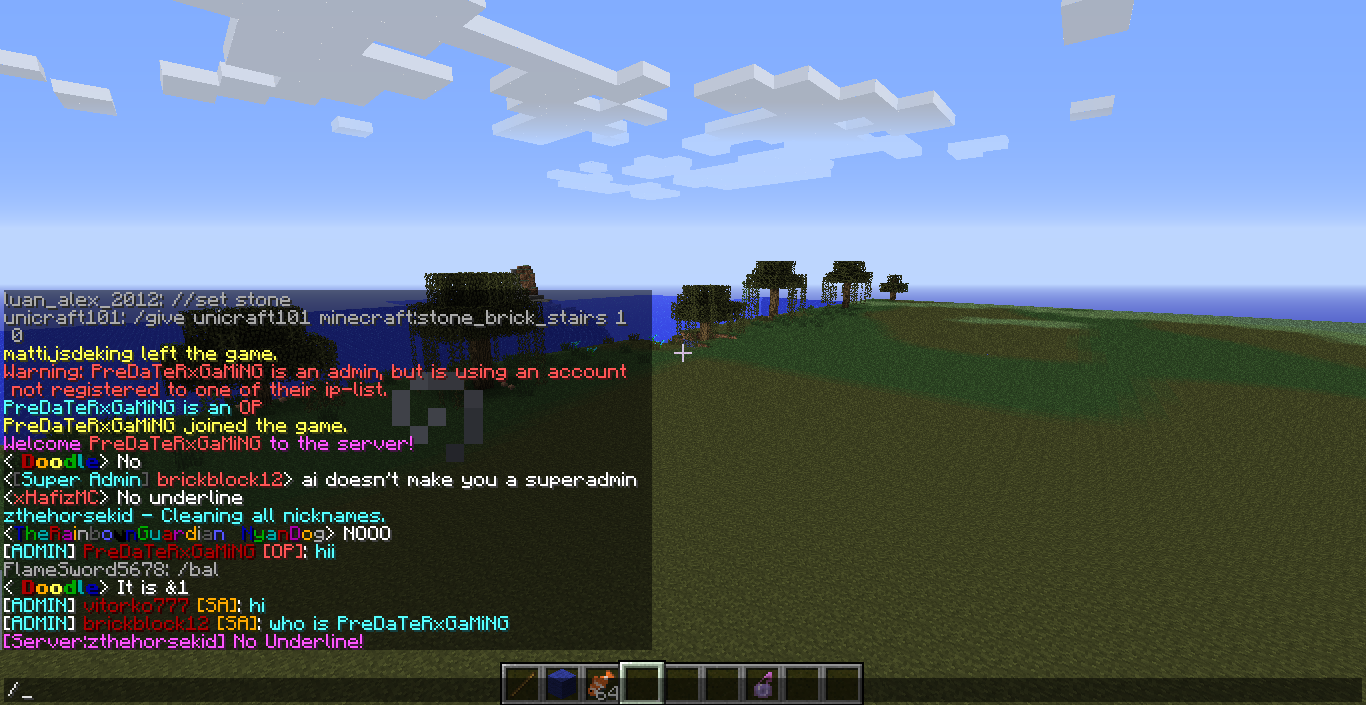 luan_alex_2012: //set stone
unicraft101: /give unicraft101 minecraft:stone_brick_stairs 1
0
mattijsdeking left the game.
Warning: PreDaTeRxGaMiNG is an admin, but is using an account
not registered to one of their ip-list.
PreDaTeRxGaMiNG is an OP
PreDaTeRxGaMiNG joined the game.
Welcome PreDaTeRxGaMiNG to the server!
< Doodle> No
<[Super Admin] brickblock12> ai doesn't make you a superadmin
<xHafizMC> No underline
zthehorsekid - Cleaning all nicknames.
<TheRainbownGuardian NyanDog> NOOO
[ADMIN] PreDaTeRxGaMiNG [OP]: hii
FlameSword5678: /bal
< Doodle> It is &1
[ADMIN] vitorko777 [SA]: hi
[ADMIN] brickblock12 [SA]: who is PreDaTeRxGaMiNG
[Server:zthehorsekid] No Underline!
/_
64